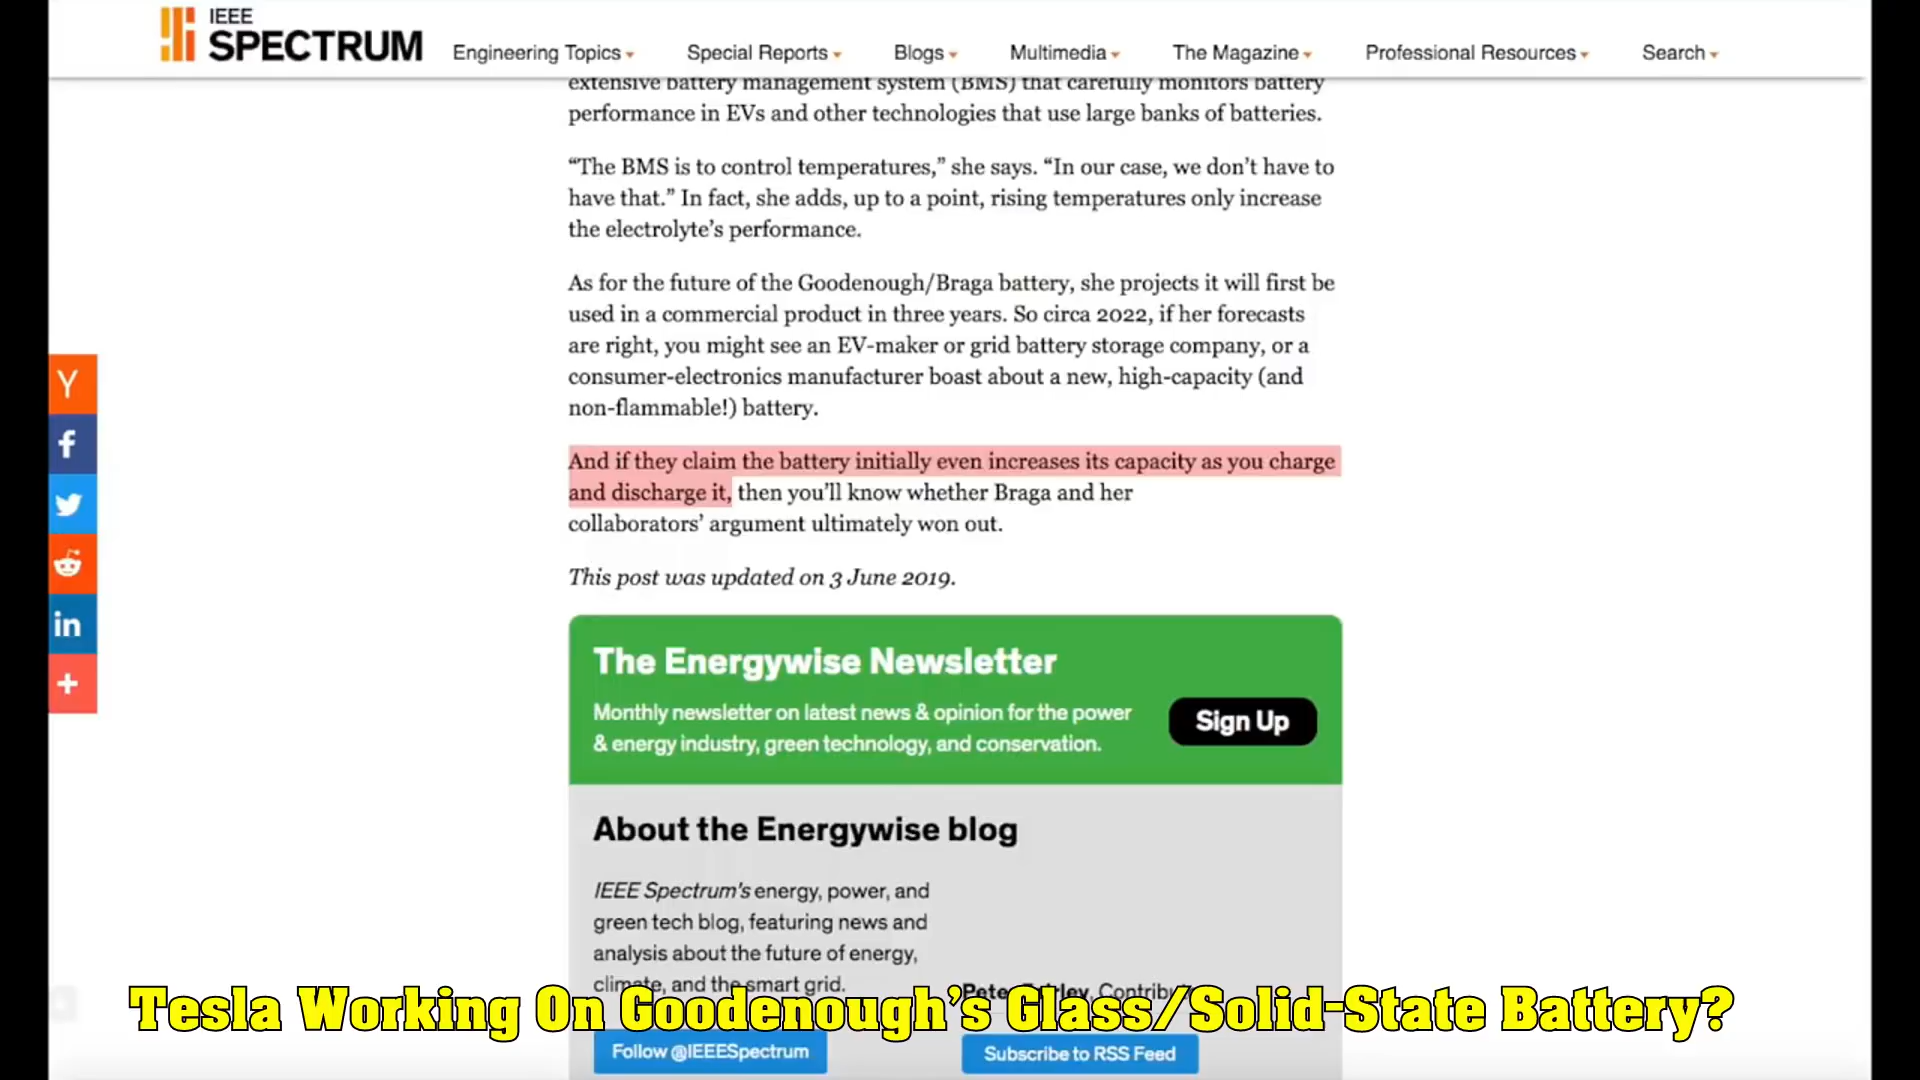 IEEE
SPECTRUM
Engineering Topics
Special Reports
Blogs
Multimedia
The Magazine
Professional Resources
Search
extensive battery management system (BMS) that carefully monitors battery
performance in EVs and other technologies that use large banks of batteries.
“The BMS is to control temperatures,” she says. “In our case, we don’t have to
have that.” In fact, she adds, up to a point, rising temperatures only increase
the electrolyte’s performance.
As for the future of the Goodenough/Braga battery, she projects it will first be
used in a commercial product in three years. So circa 2022, if her forecasts
are right, you might see an EV-maker or grid battery storage company, or a
consumer-electronics manufacturer boast about a new, high-capacity (and
non-flammable!) battery.
And if they claim the battery initially even increases its capacity as you charge
and discharge it, then you’ll know whether Braga and her
collaborators’ argument ultimately won out.
This post was updated on 3 June 2019.
The Energywise Newsletter
Monthly newsletter on latest news & opinion for the power
& energy industry, green technology, and conservation.
Sign Up
About the Energywise blog
IEEE Spectrum’s energy, power, and
green tech blog, featuring news and
analysis about the future of energy,
climate, and the smart grid.
Tesla Working On Goodenough’s Glass/Solid-State Battery?
Follow @IEEESpectrum
Subscribe to RSS Feed